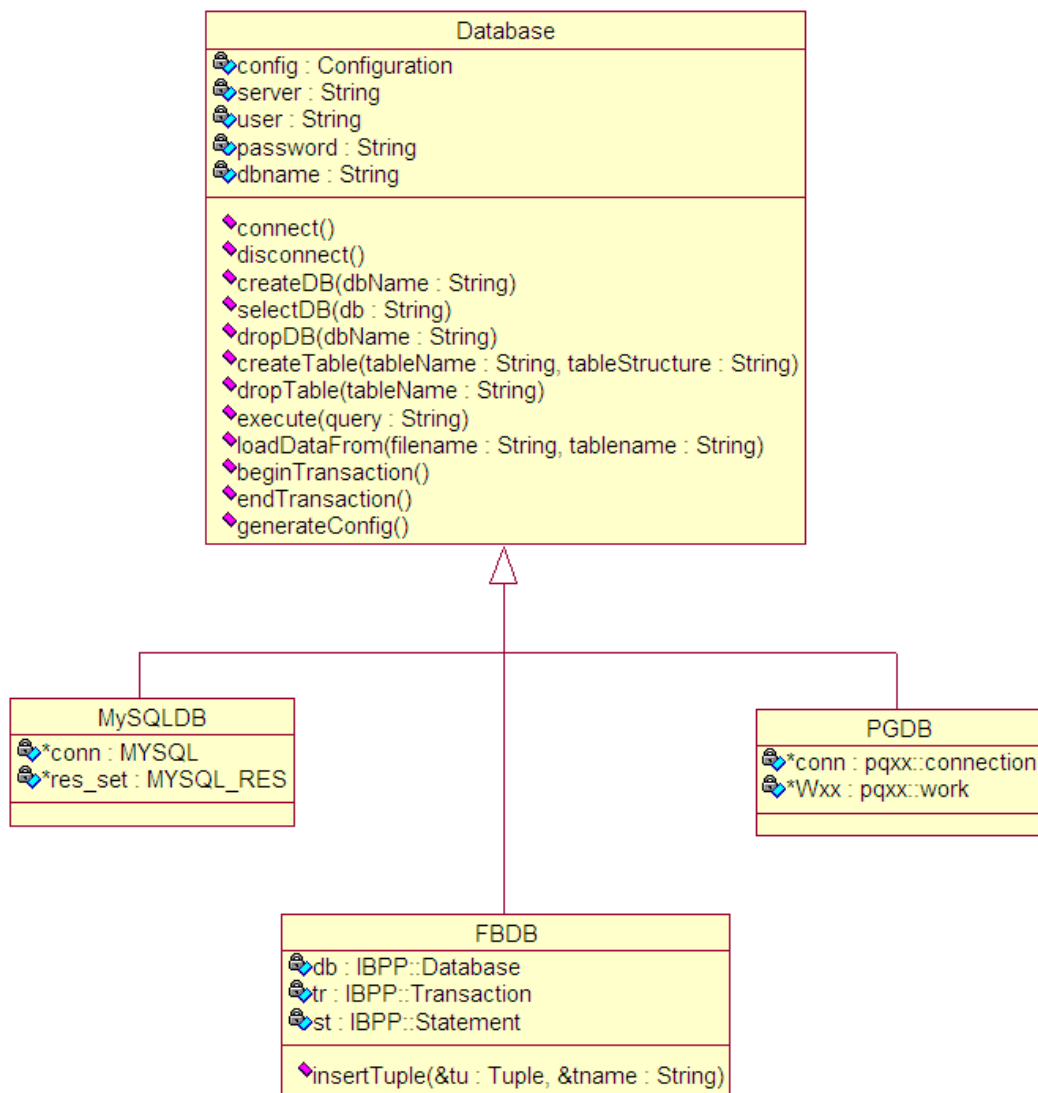 Database
config : Configuration
server : String
user : String
password : String
dbname : String
connect()
disconnect()
createDB(dbName : String)
selectDB(db : String)
dropDB(dbName : String)
createTable(tableName : String, tableStructure : String)
dropTable(tableName : String)
execute(query : String)
loadDataFrom(filename : String, tablename : String)
beginTransaction()
endTransaction()
generateConfig()
MySQLDB
*conn : MYSQL
*res_set : MYSQL_RES
PGDB
*conn : pqxx::connection
*Wxx : pqxx::work
FBDB
db : IBPP::Database
tr : IBPP::Transaction
st : IBPP::Statement
insertTuple(&tu : Tuple, &tname : String)